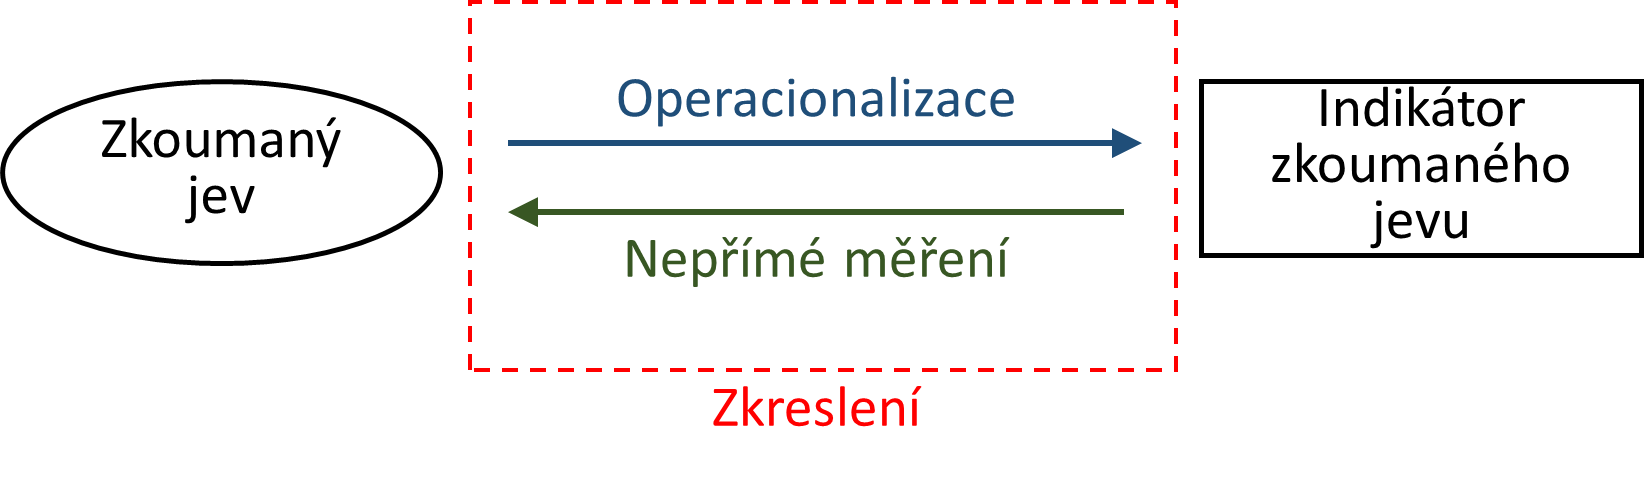 Zkoumaný
jev
Operacionalizace
Nepřímé měření
Zkreslení
Indikátor
zkoumaného
jevu